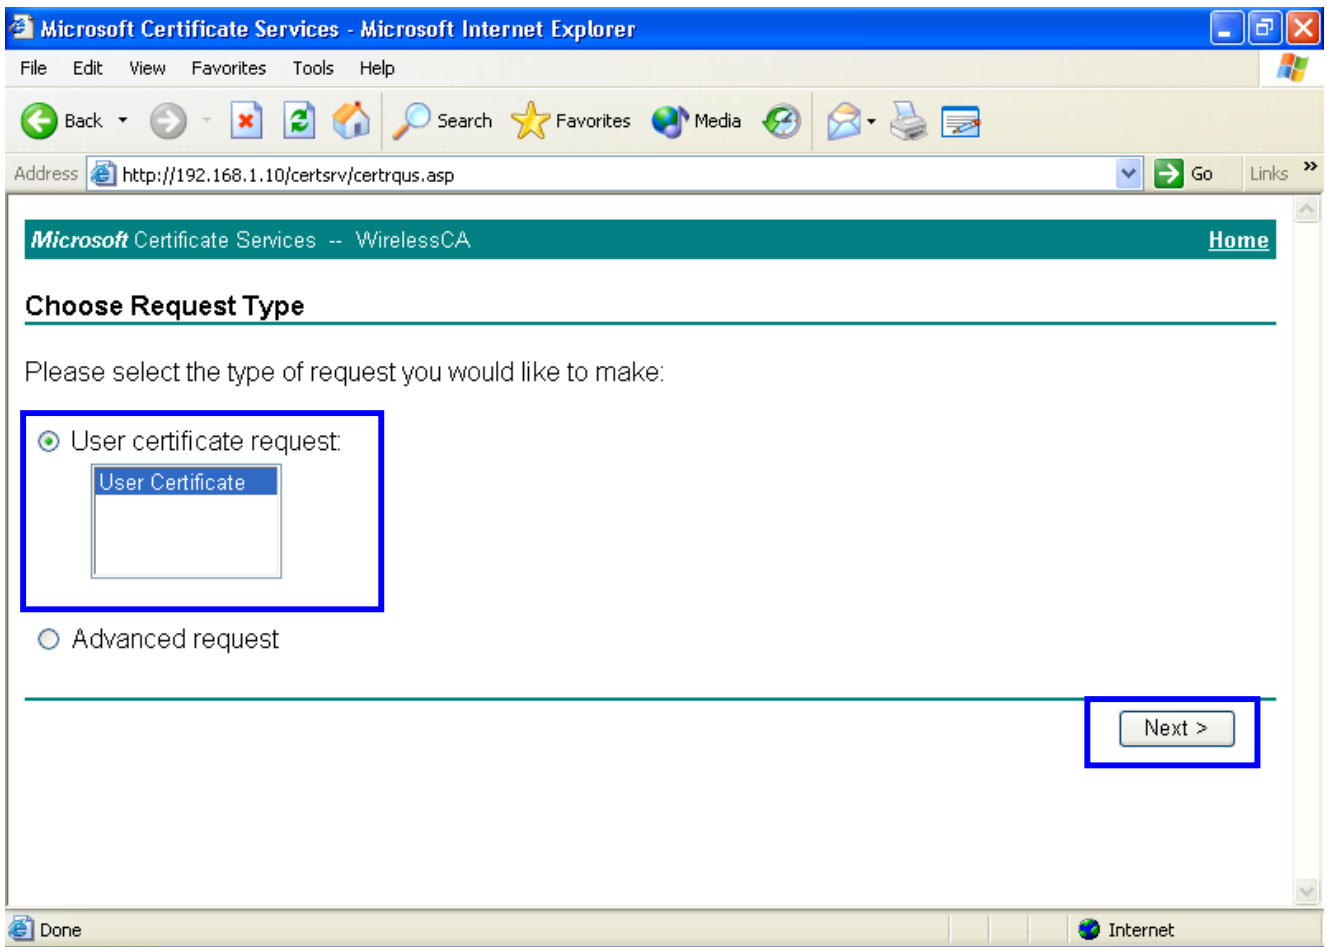 Microsoft Certificate Services - Microsoft Internet Explorer
File Edit View Favorites Tools Help
Back Search Favorites Media
Address http://192.168.1.10/certsrv/certrqus.asp Go Links »
Microsoft Certificate Services -- WirelessCA Home
Choose Request Type
Please select the type of request you would like to make:
User certificate request:
User Certificate
Advanced request
Next >
Done Internet